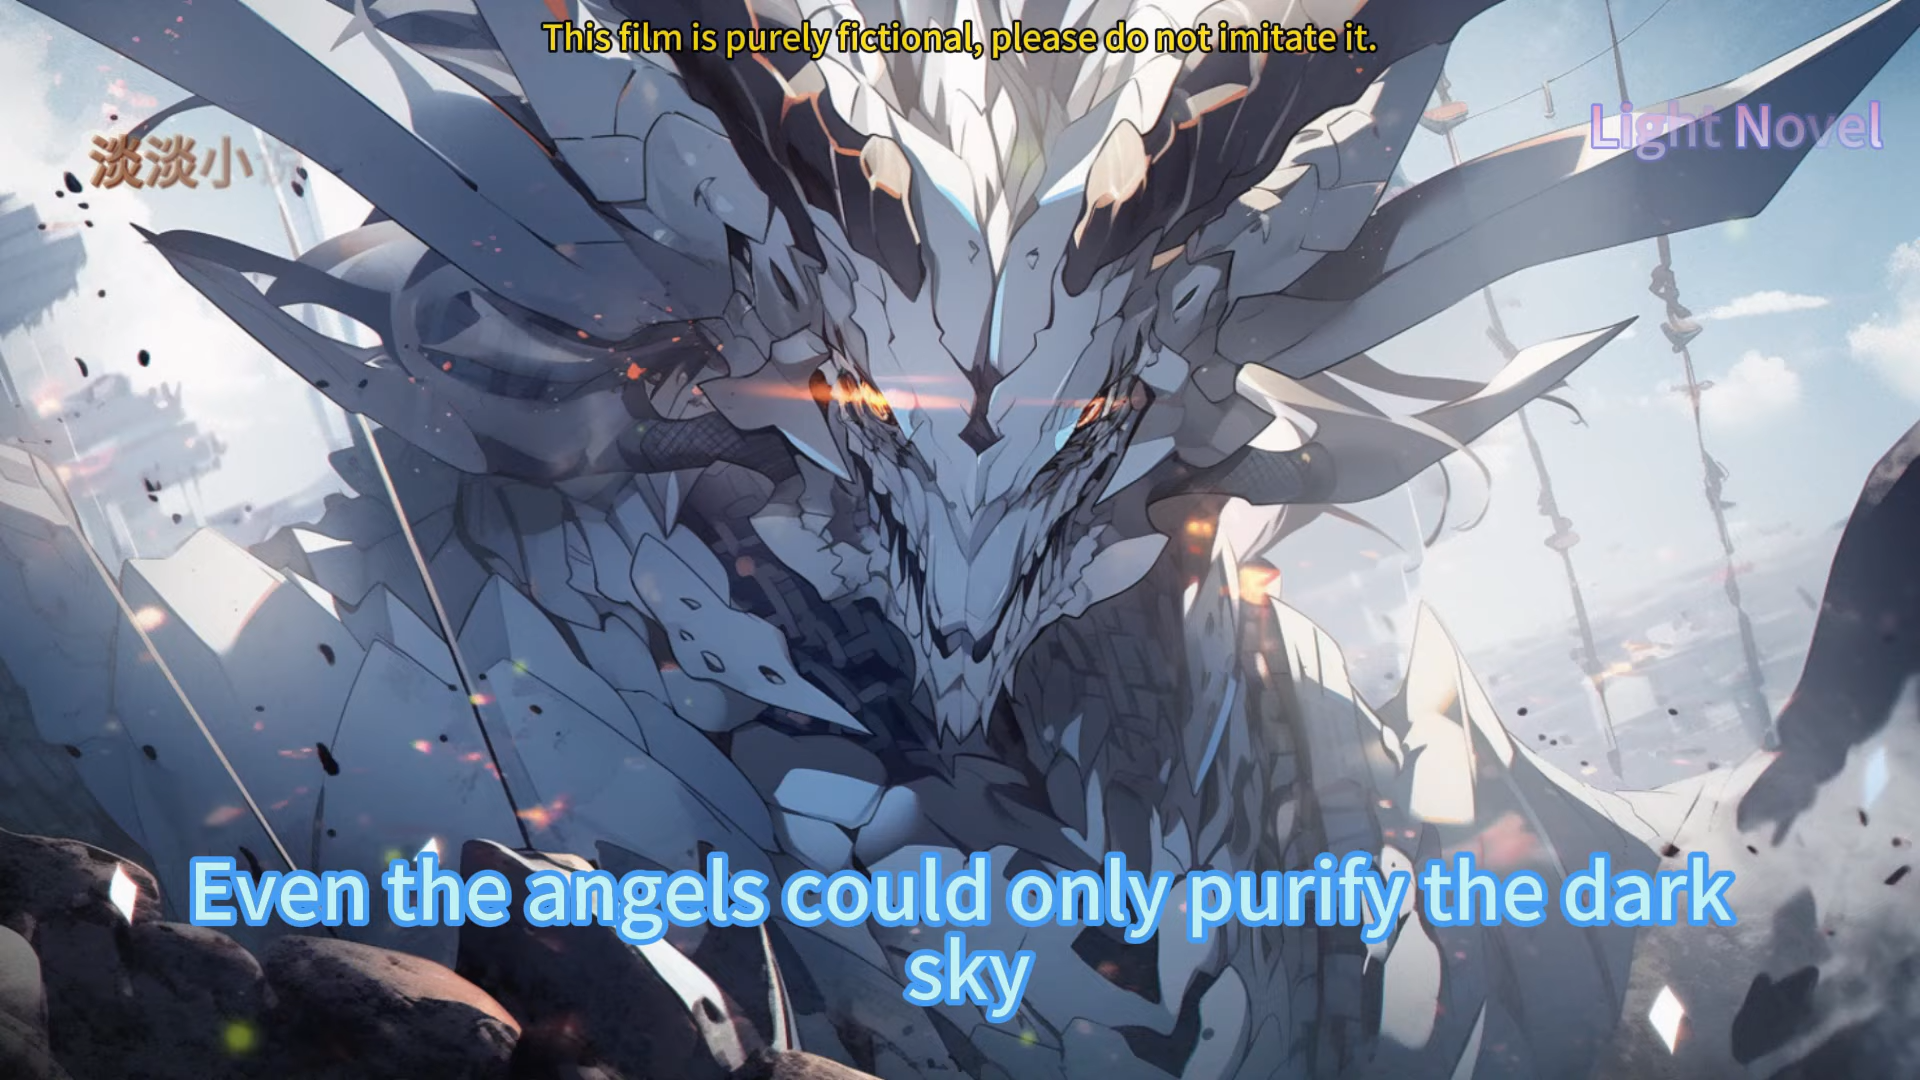 This film is purely fictional, please do not imitate it.
Light Novel
淡淡小说
Even the angels could only purify the dark
sky